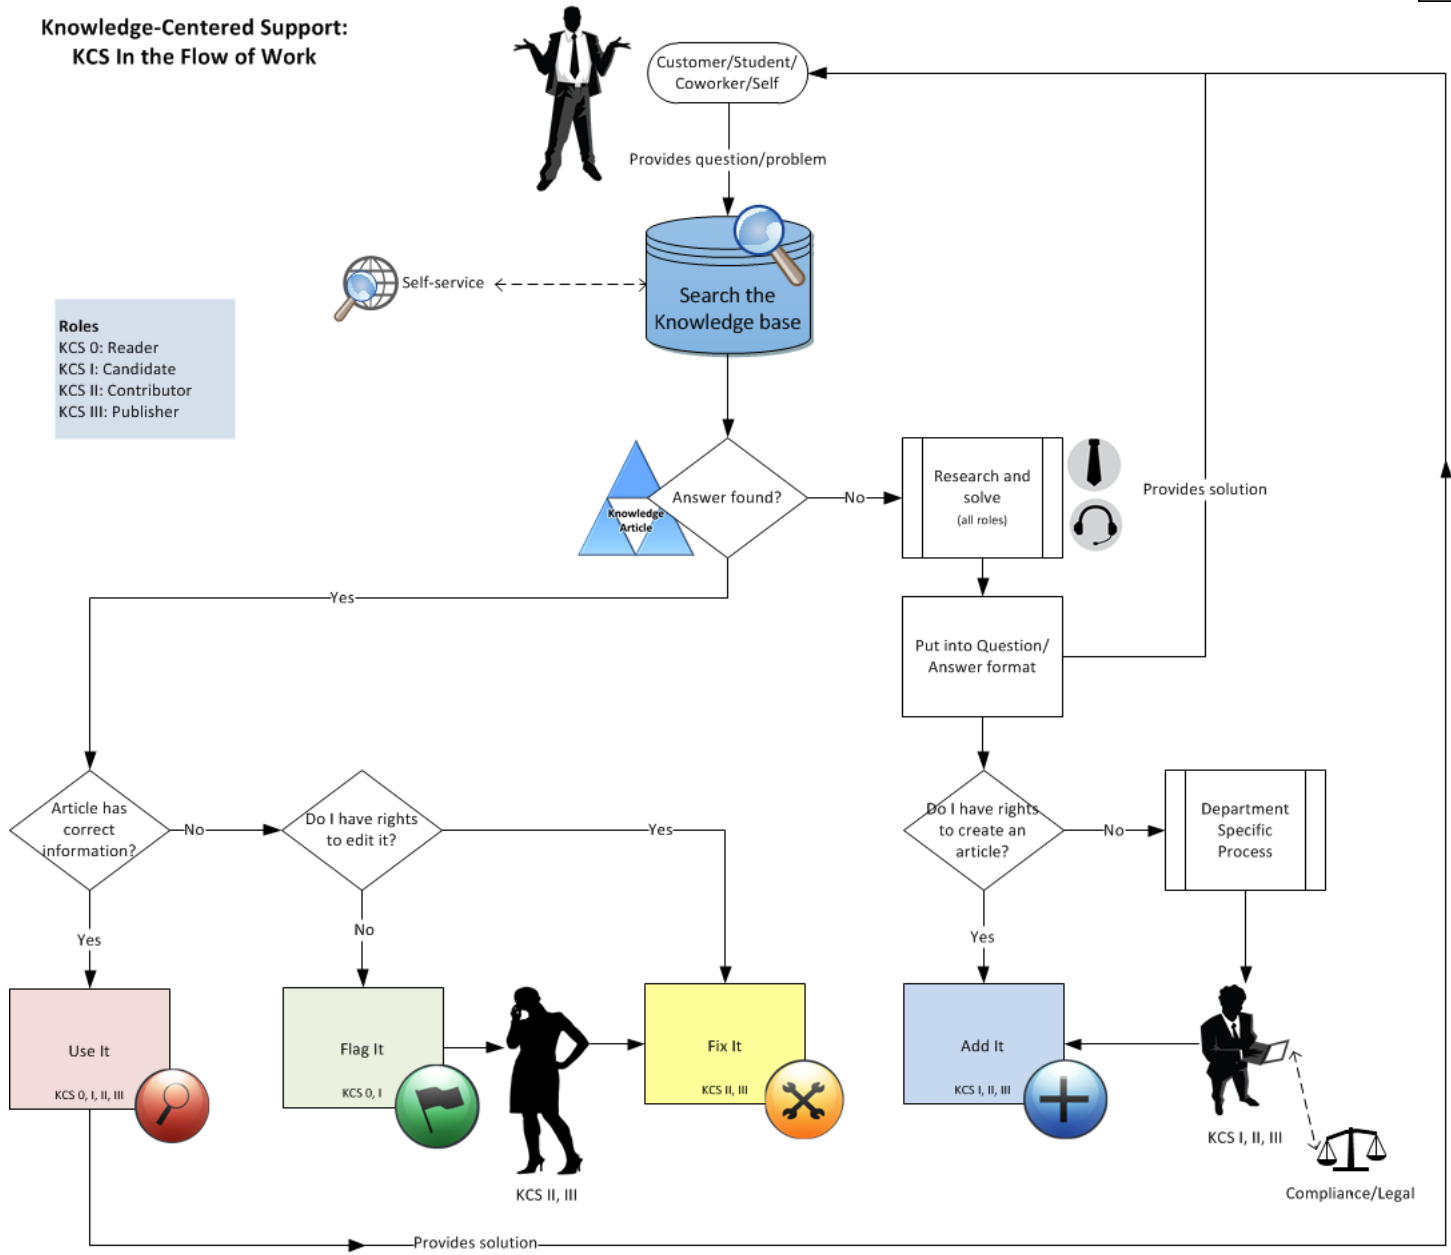 Knowledge-Centered Support:
KCS In the Flow of Work
Customer/Student/
Coworker/Self
Provides question/problem
Self-service
Search the
Knowledge base
Roles
KCS 0: Reader
KCS I: Candidate
KCS II: Contributor
KCS III: Publisher
Knowledge
Article
Answer found?
No
Research and
solve
(all roles)
Provides solution
Yes
Put into Question/
Answer format
Article has
correct
information?
No
Do I have rights
to edit it?
Yes
Do I have rights
to create an
article?
No
Department
Specific
Process
Yes
No
Yes
Use It
KCS 0, I, II, III
Flag It
KCS 0, I
KCS II, III
Fix It
KCS II, III
Add It
KCS I, II, III
KCS I, II, III
Compliance/Legal
Provides solution